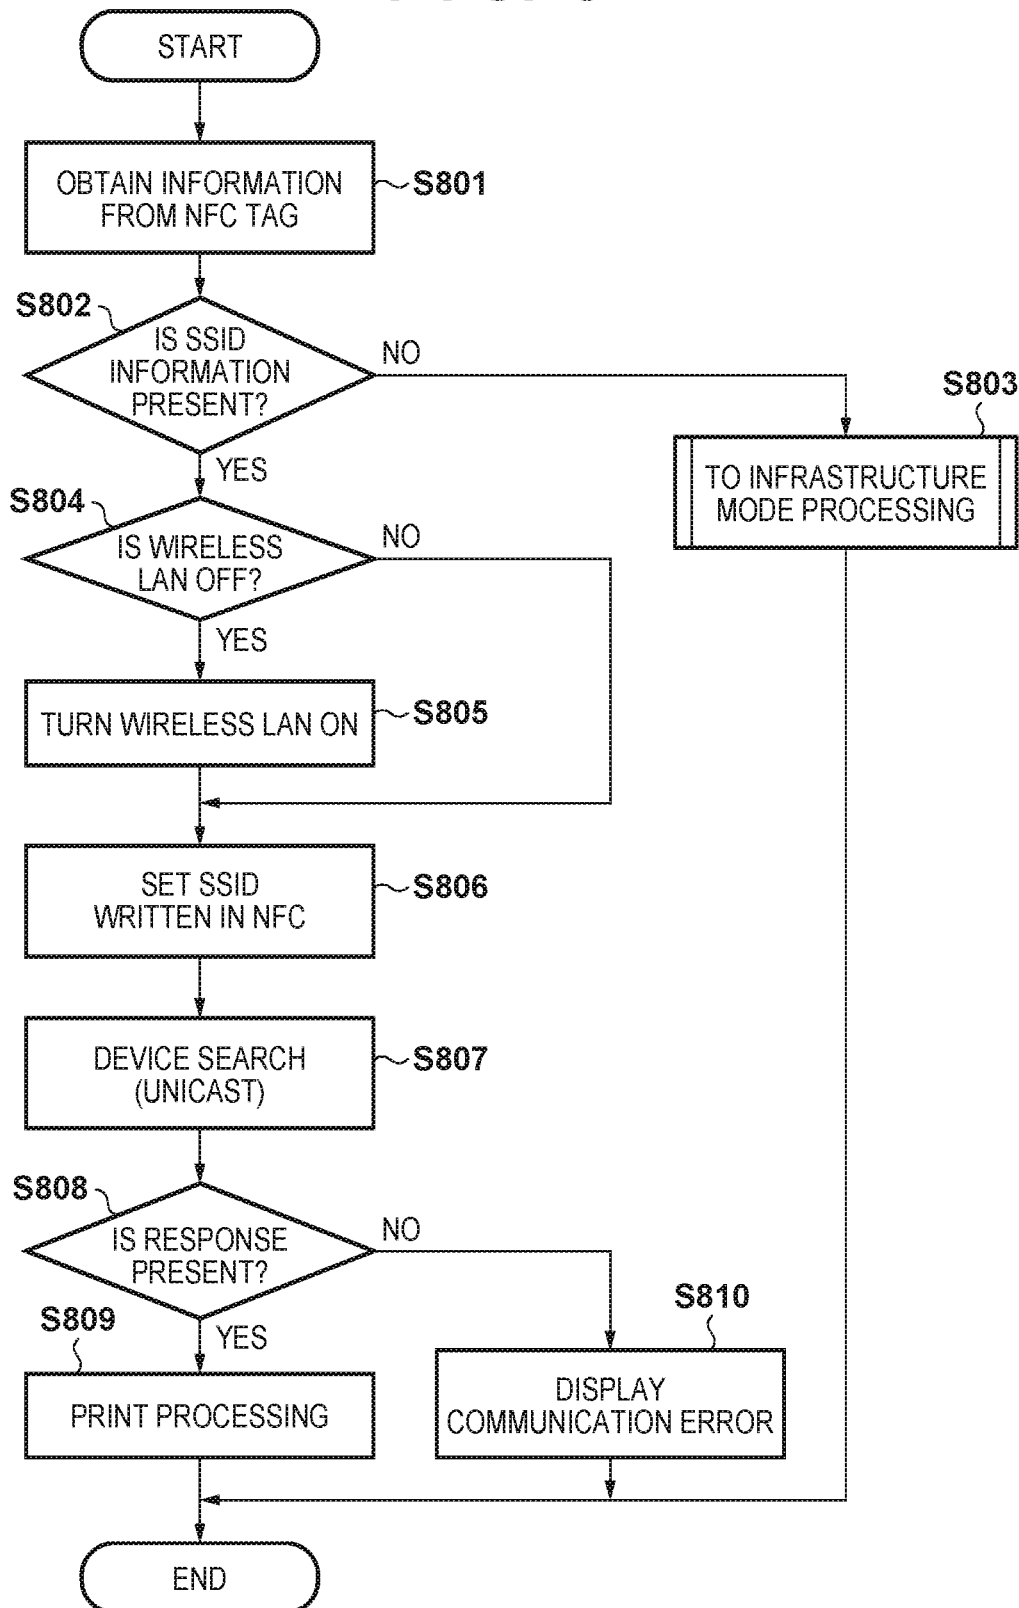 START
OBTAIN INFORMATION
FROM NFC TAG
S801
S802
IS SSID
INFORMATION
PRESENT?
NO
YES
S803
TO INFRASTRUCTURE
MODE PROCESSING
S804
IS WIRELESS
LAN OFF?
NO
YES
TURN WIRELESS LAN ON
S805
SET SSID
WRITTEN IN NFC
S806
DEVICE SEARCH
(UNICAST)
S807
S808
IS RESPONSE
PRESENT?
NO
YES
S809
PRINT PROCESSING
S810
DISPLAY
COMMUNICATION ERROR
END